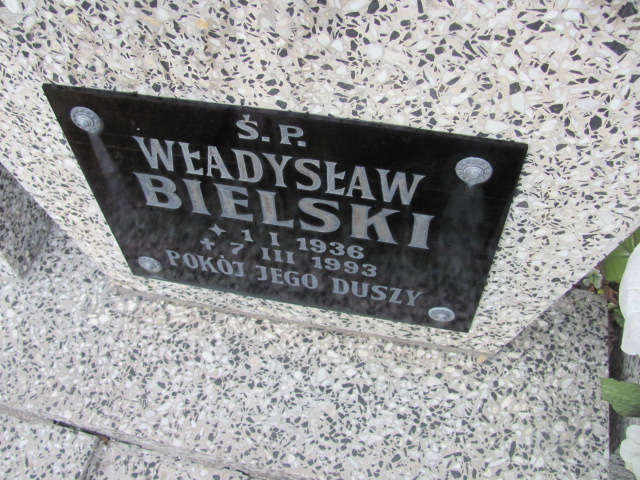 Ś.P.
WŁADYSŁAW
BIELSKI
✦ 1 I 1936
✝ 7 III 1993
POKÓJ JEGO DUSZY